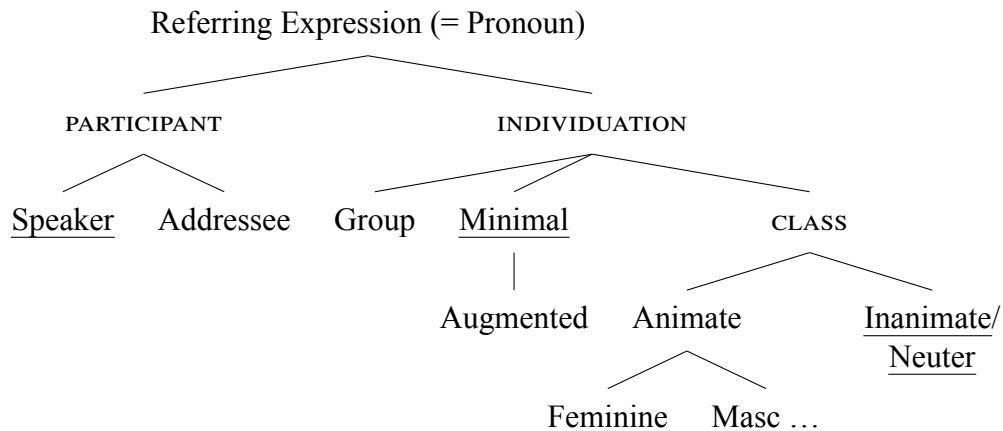 Referring Expression (= Pronoun)
PARTICIPANT INDIVIDUATION
Speaker Addressee Group Minimal CLASS
Augmented Animate Inanimate/
Neuter
Feminine Masc …